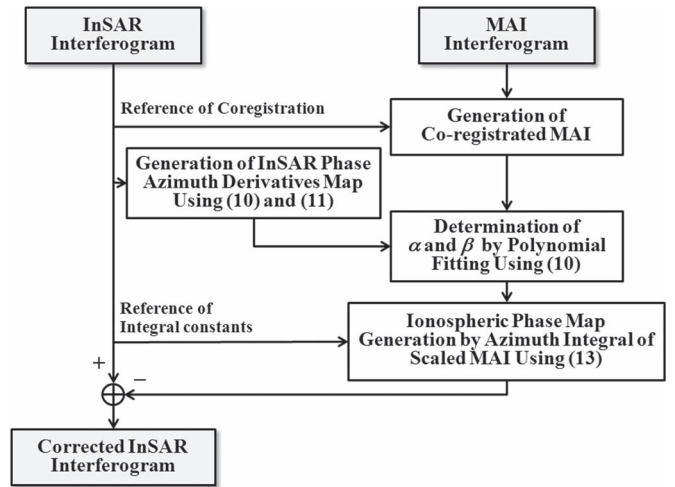 InSAR
Interferogram
MAI
Interferogram
Reference of Coregistration
Generation of
Co-registrated MAI
Generation of InSAR Phase
Azimuth Derivatives Map
Using (10) and (11)
Determination of
α and β by Polynomial
Fitting Using (10)
Reference of
Integral constants
Ionospheric Phase Map
Generation by Azimuth Integral of
Scaled MAI Using (13)
+
−
Corrected InSAR
Interferogram